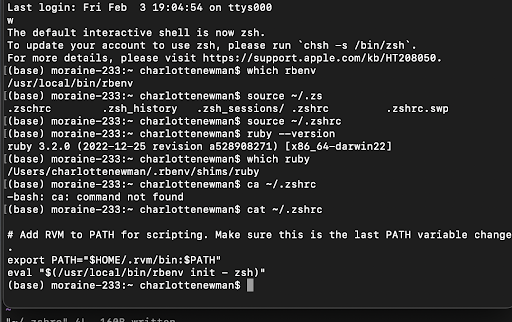 Last login: Fri Feb  3 19:04:54 on ttys000
w
The default interactive shell is now zsh.
To update your account to use zsh, please run `chsh -s /bin/zsh`.
For more details, please visit https://support.apple.com/kb/HT208050.
[(base) moraine-233:~ charlottenewman$ which rbenv
/usr/local/bin/rbenv
[(base) moraine-233:~ charlottenewman$ source ~/.zs
.zschrc        .zsh_history   .zsh_sessions/ .zshrc         .zshrc.swp
[(base) moraine-233:~ charlottenewman$ source ~/.zshrc
[(base) moraine-233:~ charlottenewman$ ruby --version
ruby 3.2.0 (2022-12-25 revision a528908271) [x86_64-darwin22]
[(base) moraine-233:~ charlottenewman$ which ruby
/Users/charlottenewman/.rbenv/shims/ruby
[(base) moraine-233:~ charlottenewman$ ca ~/.zshrc
-bash: ca: command not found
[(base) moraine-233:~ charlottenewman$ cat ~/.zshrc
# Add RVM to PATH for scripting. Make sure this is the last PATH variable change
.
export PATH="$HOME/.rvm/bin:$PATH"
eval "$(/usr/local/bin/rbenv init - zsh)"
(base) moraine-233:~ charlottenewman$
~
"~/.zshrc" 4L, 160B written